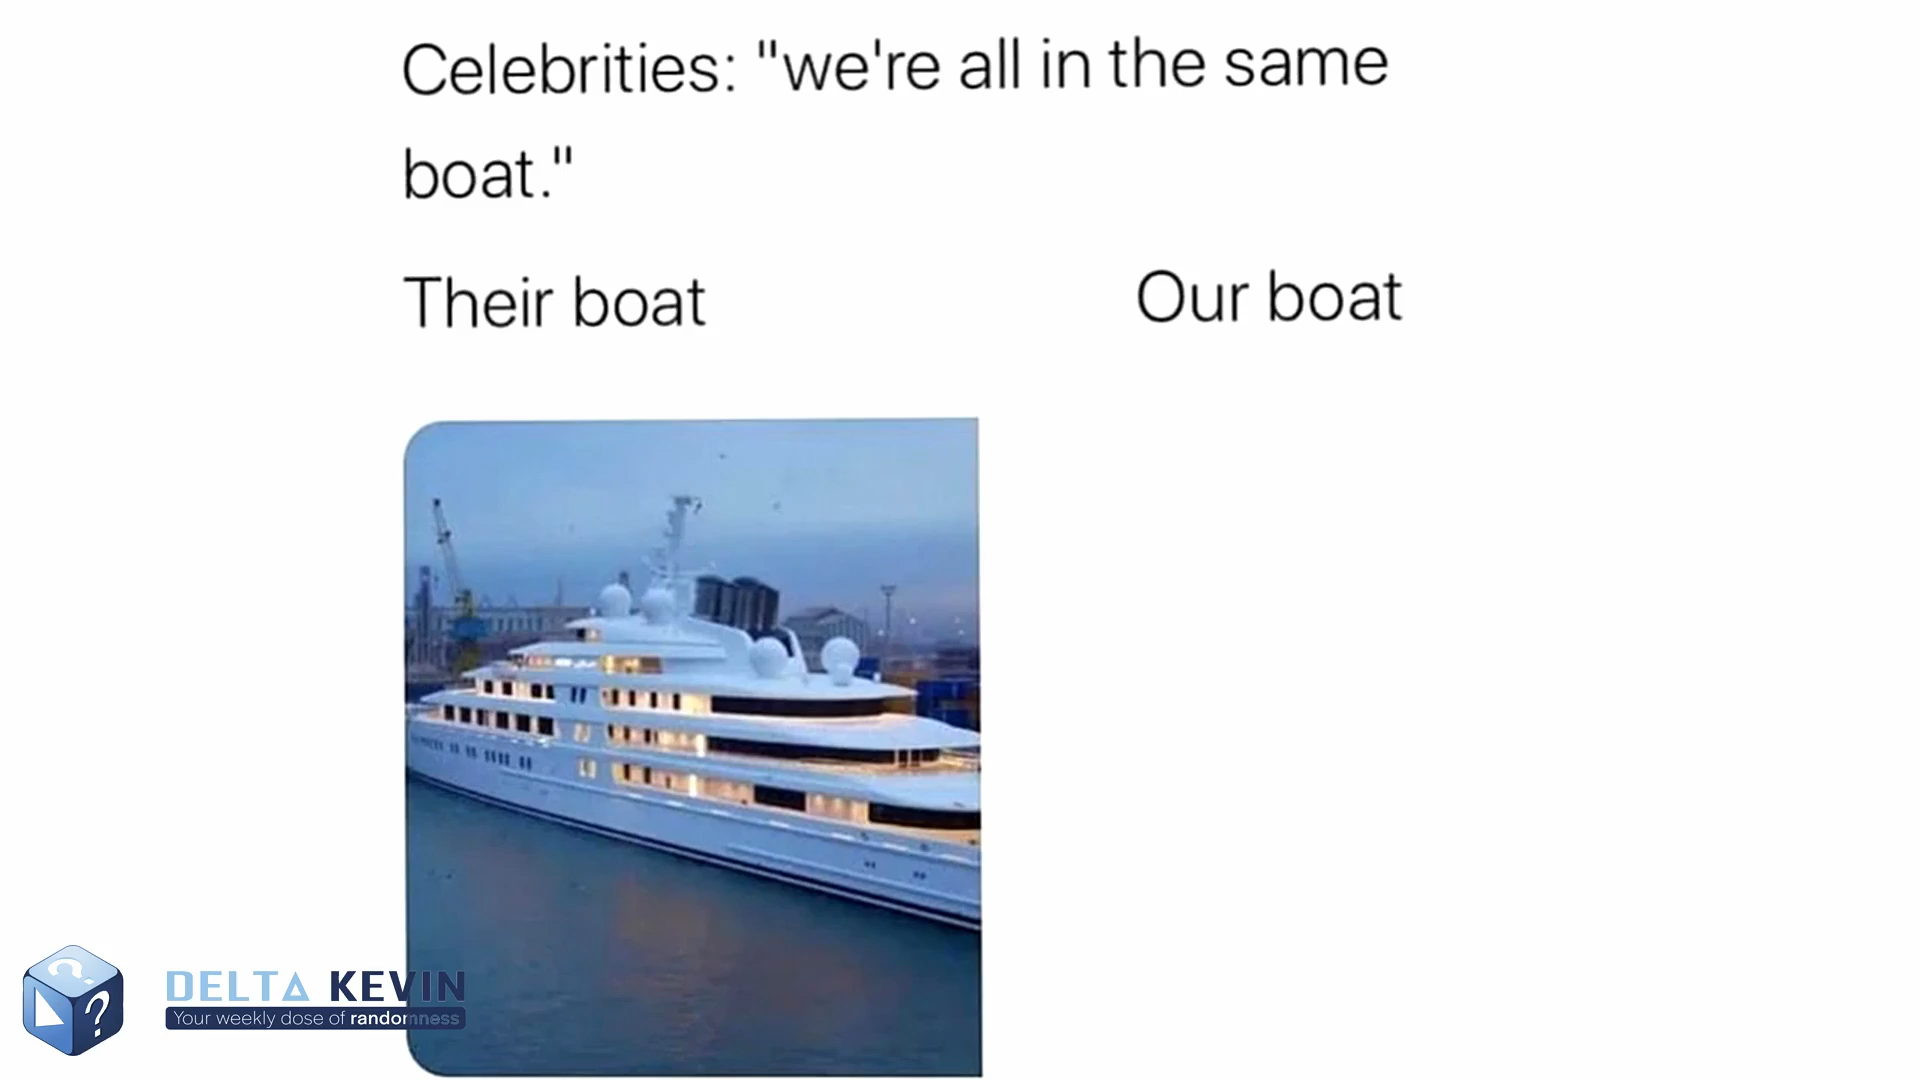 Celebrities: "we're all in the same
boat."
Their boat
Our boat
DELTA KEVIN
Your weekly dose of randomness
?
?